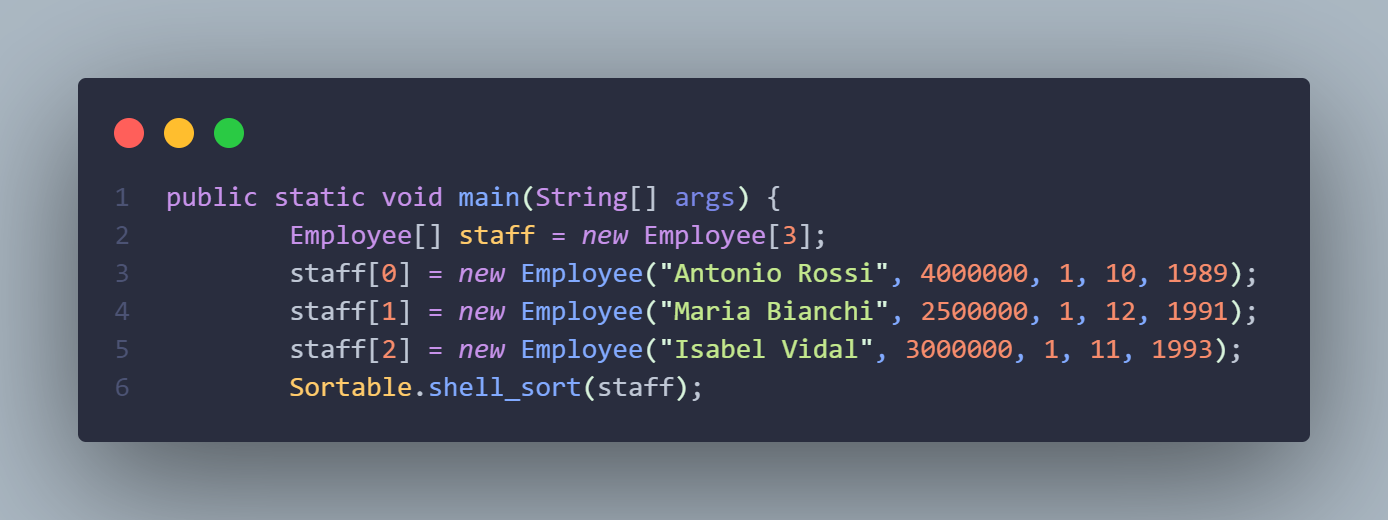 1 public static void main(String[] args) {
2 Employee[] staff = new Employee[3];
3 staff[0] = new Employee("Antonio Rossi", 4000000, 1, 10, 1989);
4 staff[1] = new Employee("Maria Bianchi", 2500000, 1, 12, 1991);
5 staff[2] = new Employee("Isabel Vidal", 3000000, 1, 11, 1993);
6 Sortable.shell_sort(staff);